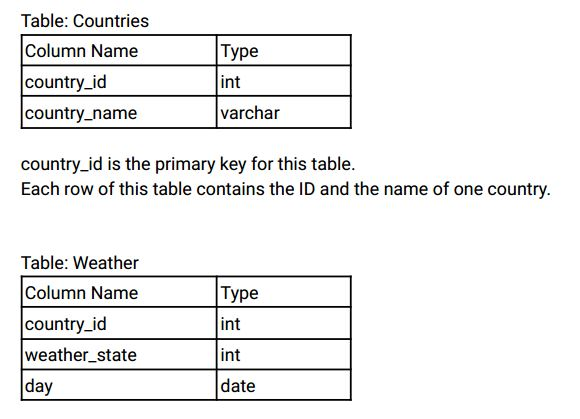 Table: Countries
Column Name Type
country_id int
country_name varchar
country_id is the primary key for this table.
Each row of this table contains the ID and the name of one country.
Table: Weather
Column Name Type
country_id int
weather_state int
day date